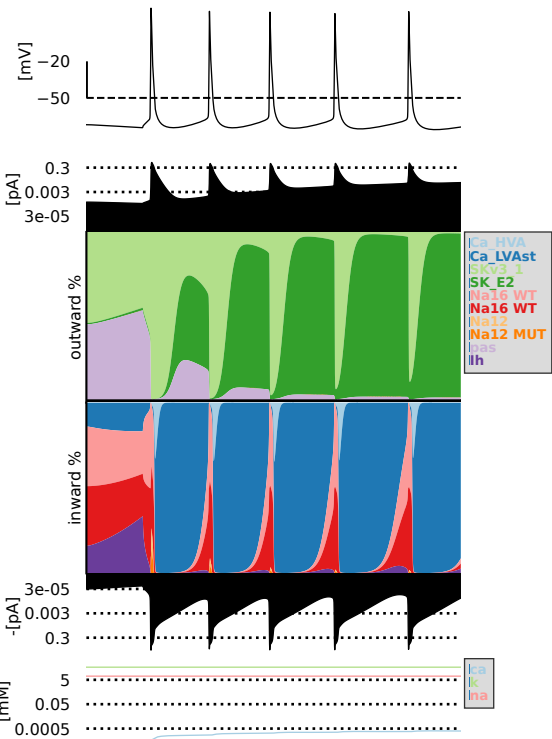 [mV]
−20
−50
[pA]
0.3
0.003
3e-05
outward %
Ca_HVA
Ca_LVAst
SKv3_1
SK_E2
Na16 WT
Na16 WT
Na12
Na12 MUT
pas
Ih
inward %
-[pA]
3e-05
0.003
0.3
[mM]
5
0.05
0.0005
ca
k
na